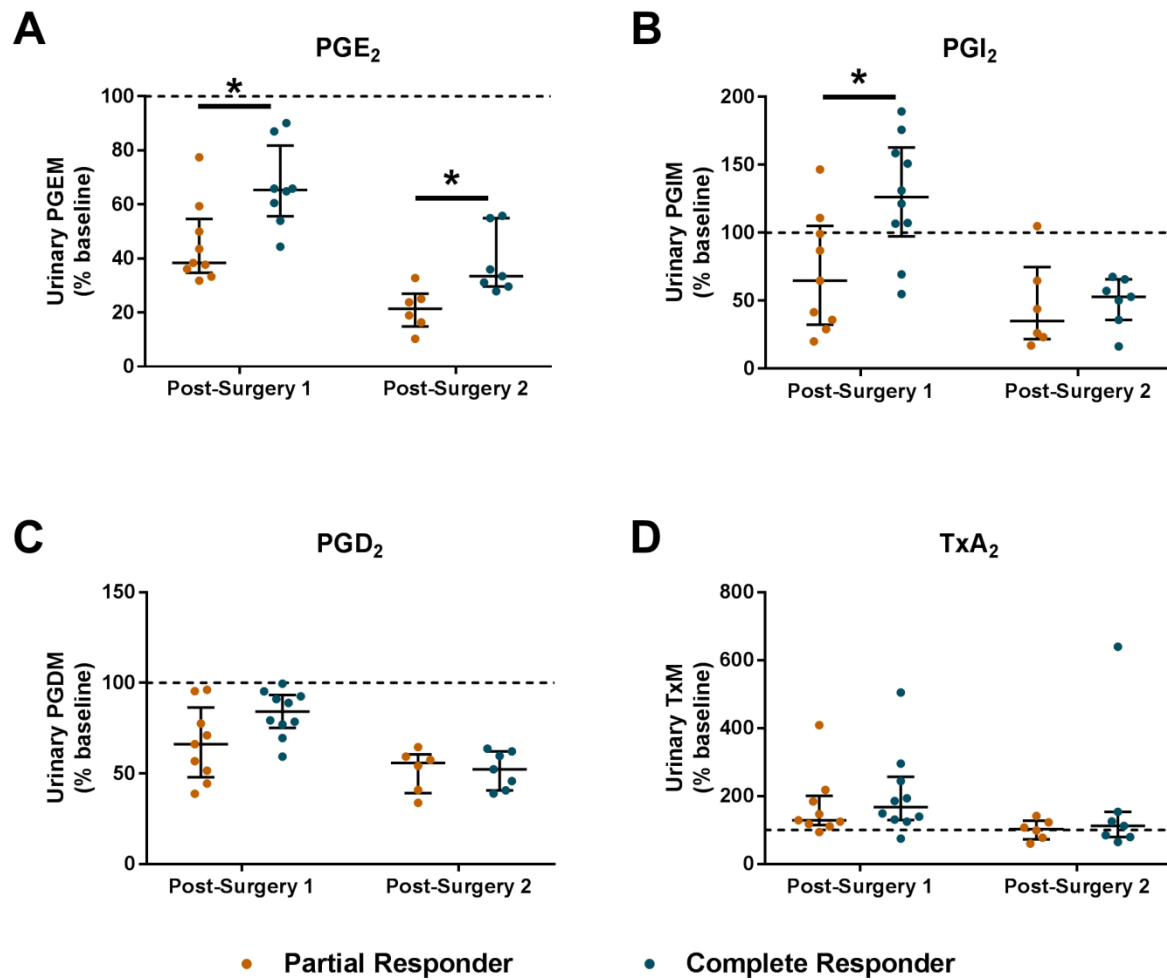 A
PGE₂
Urinary PGEM
(% baseline)
100
80
60
40
20
0
*
*
Post-Surgery 1
Post-Surgery 2
B
PGI₂
Urinary PGIM
(% baseline)
200
150
100
50
0
*
Post-Surgery 1
Post-Surgery 2
C
PGD₂
Urinary PGDM
(% baseline)
150
100
50
0
Post-Surgery 1
Post-Surgery 2
D
TxA₂
Urinary TxM
(% baseline)
800
600
400
200
0
Post-Surgery 1
Post-Surgery 2
Partial Responder
Complete Responder